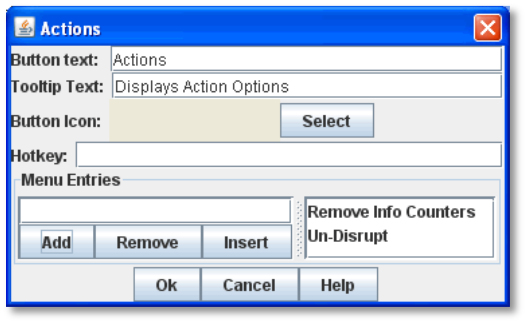 Actions
Button text: Actions
Tooltip Text: Displays Action Options
Button Icon: Select
Hotkey:
Menu Entries
Remove Info Counters
Un-Disrupt
Add Remove Insert
Ok Cancel Help